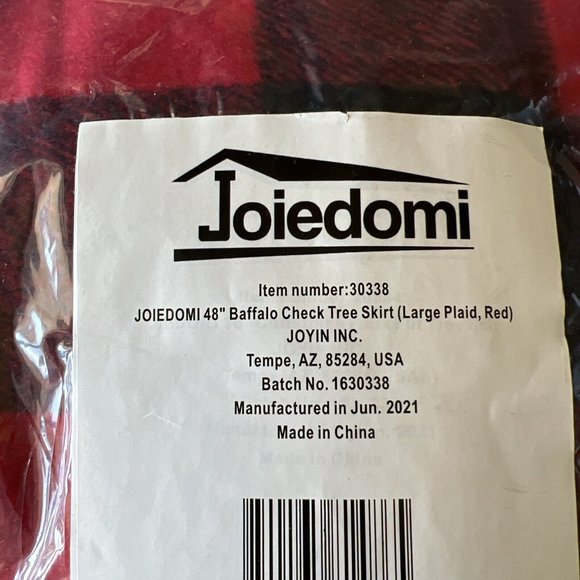 Joiedomi
Item number:30338
JOIEDOMI 48" Baffalo Check Tree Skirt (Large Plaid, Red)
JOYIN INC.
Tempe, AZ, 85284, USA
Batch No. 1630338
Manufactured in Jun. 2021
Made in China